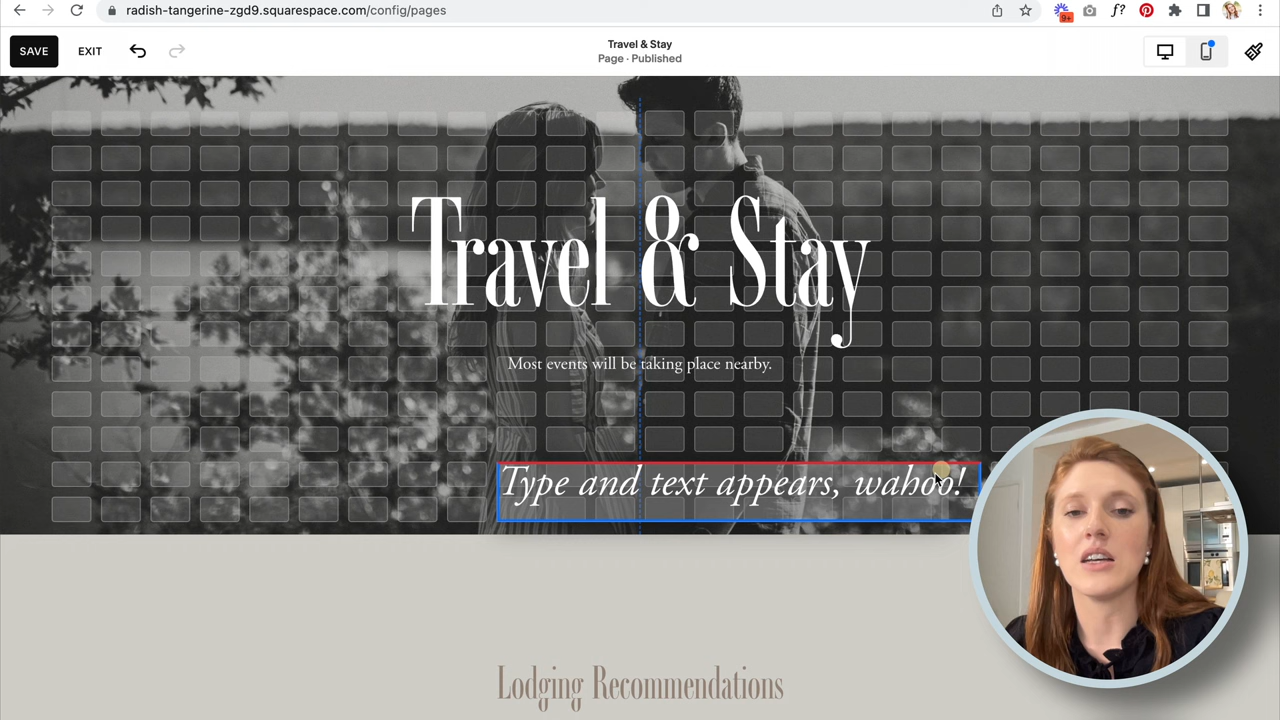 radish-tangerine-zgd9.squarespace.com/config/pages
f?
9+
SAVE
EXIT
Travel & Stay
Page · Published
Travel & Stay
Most events will be taking place nearby.
Type and text appears, wahoo!
Lodging Recommendations